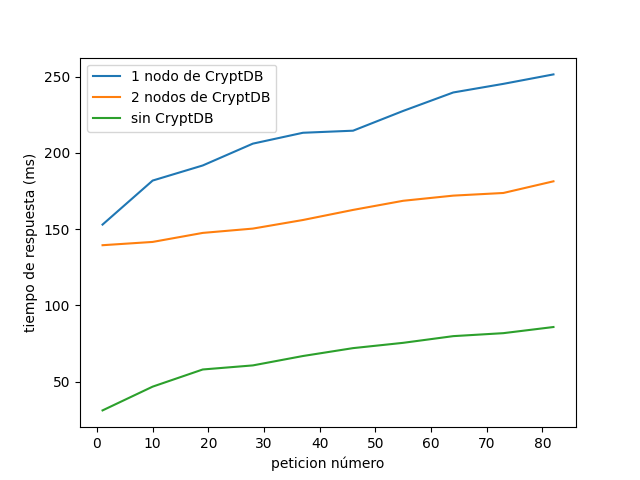 1 nodo de CryptDB
2 nodos de CryptDB
sin CryptDB
250
200
150
100
50
tiempo de respuesta (ms)
0 10 20 30 40 50 60 70 80
peticion número